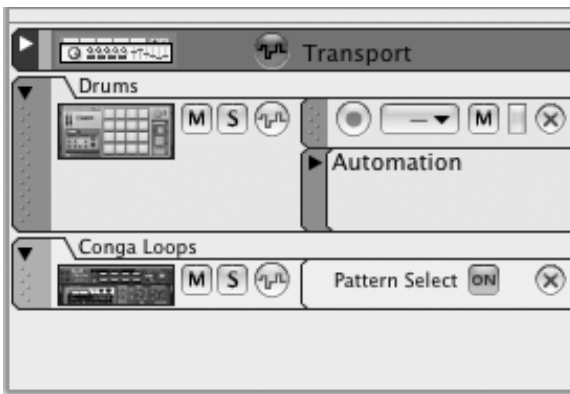 Transport
Drums
M S M
Automation
Conga Loops
M S Pattern Select ON